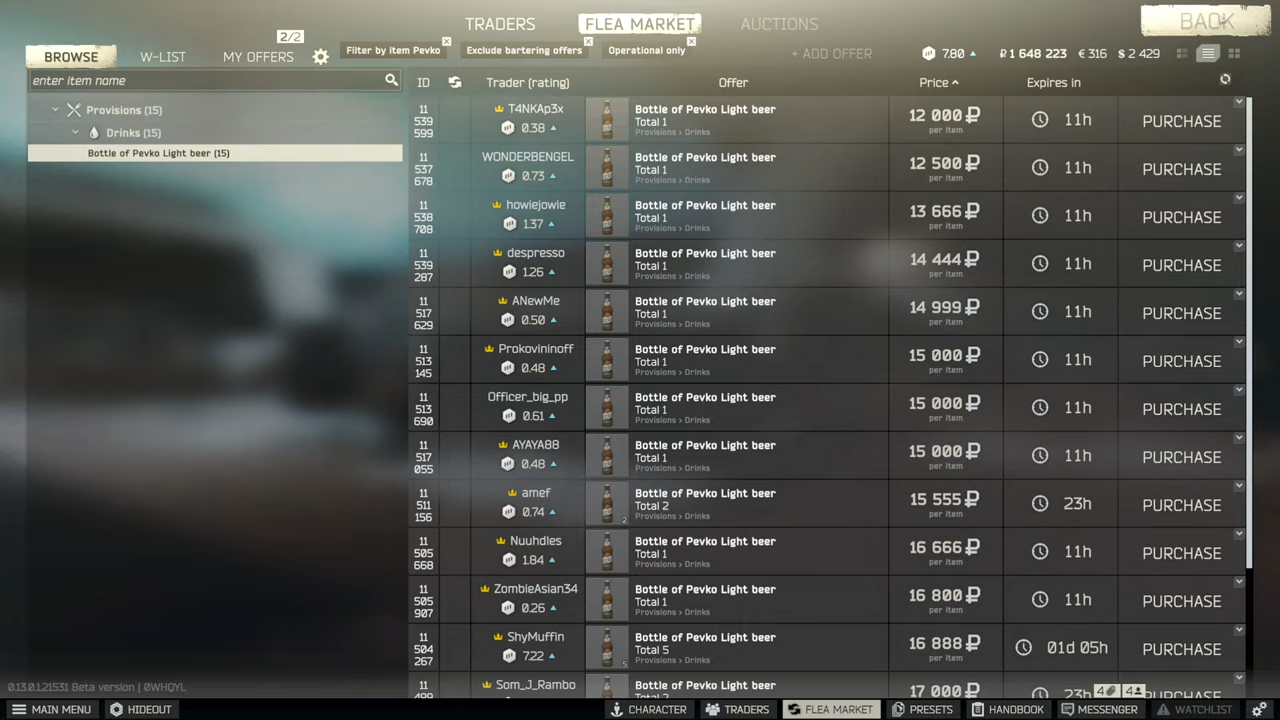 TRADERS
FLEA MARKET
AUCTIONS
BACK
2/2
BROWSE
W-LIST
MY OFFERS
Filter by item Pevko
Exclude bartering offers
Operational only
+ ADD OFFER
7.80
₽ 1 648 223 € 316 $ 2 429
enter item name
Provisions (15)
Drinks (15)
Bottle of Pevko Light beer (15)
ID Trader (rating) Offer Price Expires in
11 539 599 T4NKAp3x 0.38 Bottle of Pevko Light beer Total 1 Provisions > Drinks 12 000 ₽ per item 11h PURCHASE
11 537 678 WONDERBENGEL 0.73 Bottle of Pevko Light beer Total 1 Provisions > Drinks 12 500 ₽ per item 11h PURCHASE
11 538 708 howiejowie 1.37 Bottle of Pevko Light beer Total 1 Provisions > Drinks 13 666 ₽ per item 11h PURCHASE
11 539 287 despresso 1.26 Bottle of Pevko Light beer Total 1 Provisions > Drinks 14 444 ₽ per item 11h PURCHASE
11 517 629 ANewMe 0.50 Bottle of Pevko Light beer Total 1 Provisions > Drinks 14 999 ₽ per item 11h PURCHASE
11 513 145 Prokovininoff 0.48 Bottle of Pevko Light beer Total 1 Provisions > Drinks 15 000 ₽ per item 11h PURCHASE
11 513 690 Officer_big_pp 0.61 Bottle of Pevko Light beer Total 1 Provisions > Drinks 15 000 ₽ per item 11h PURCHASE
11 517 055 AYAYA88 0.48 Bottle of Pevko Light beer Total 1 Provisions > Drinks 15 000 ₽ per item 11h PURCHASE
11 511 156 amef 0.74 2 Bottle of Pevko Light beer Total 2 Provisions > Drinks 15 555 ₽ per item 23h PURCHASE
11 505 668 Nuuhdles 1.84 Bottle of Pevko Light beer Total 1 Provisions > Drinks 16 666 ₽ per item 11h PURCHASE
11 505 907 ZombieAsian34 0.26 Bottle of Pevko Light beer Total 1 Provisions > Drinks 16 800 ₽ per item 11h PURCHASE
11 504 267 ShyMuffin 7.22 5 Bottle of Pevko Light beer Total 5 Provisions > Drinks 16 888 ₽ per item 01d 05h PURCHASE
11 Som_J_Rambo Bottle of Pevko Light beer Total 2 17 000 ₽ 23h PURCHASE
4 4
0.13.0.1.21531 Beta version | 0WHQYL
MAIN MENU
HIDEOUT
CHARACTER
TRADERS
FLEA MARKET
PRESETS
HANDBOOK
MESSENGER
WATCHLIST